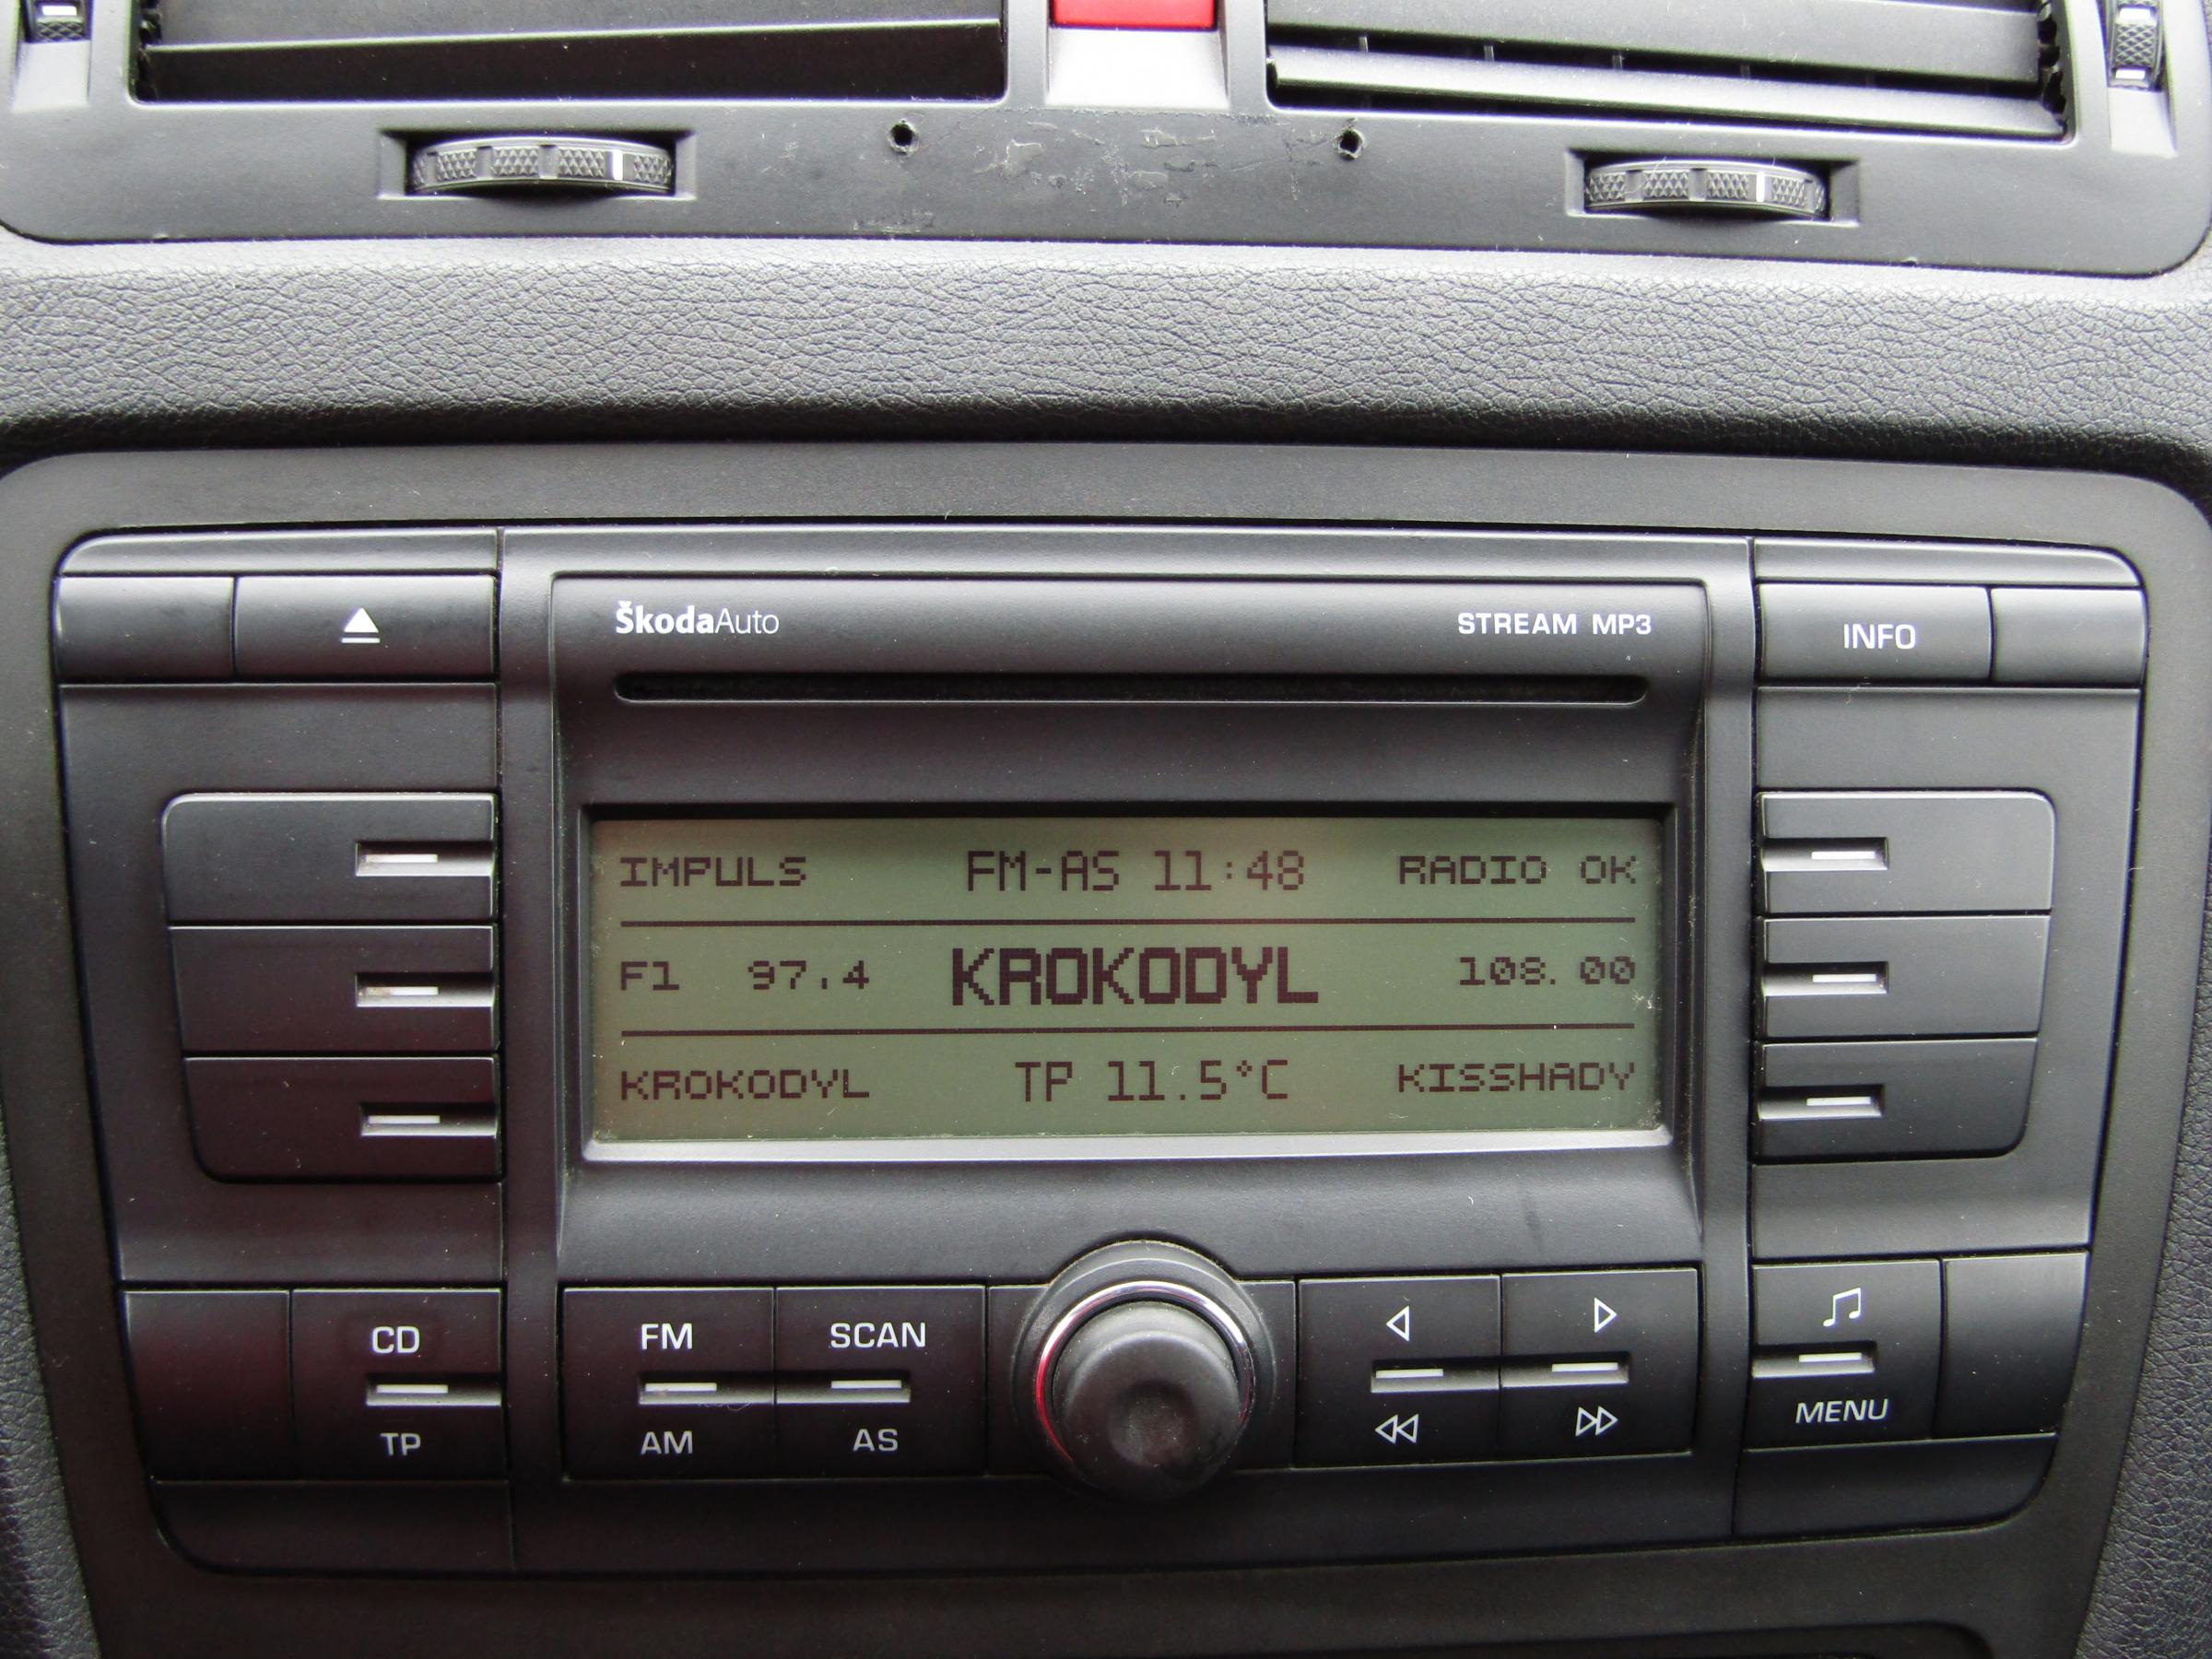 ŠkodaAuto
STREAM MP3
INFO
IMPULS
FM-AS 11:48
RADIO OK
F1 97.4
KROKODYL
108.00
KROKODYL
TP 11.5°C
KISSHADY
CD
TP
FM
AM
SCAN
AS
MENU